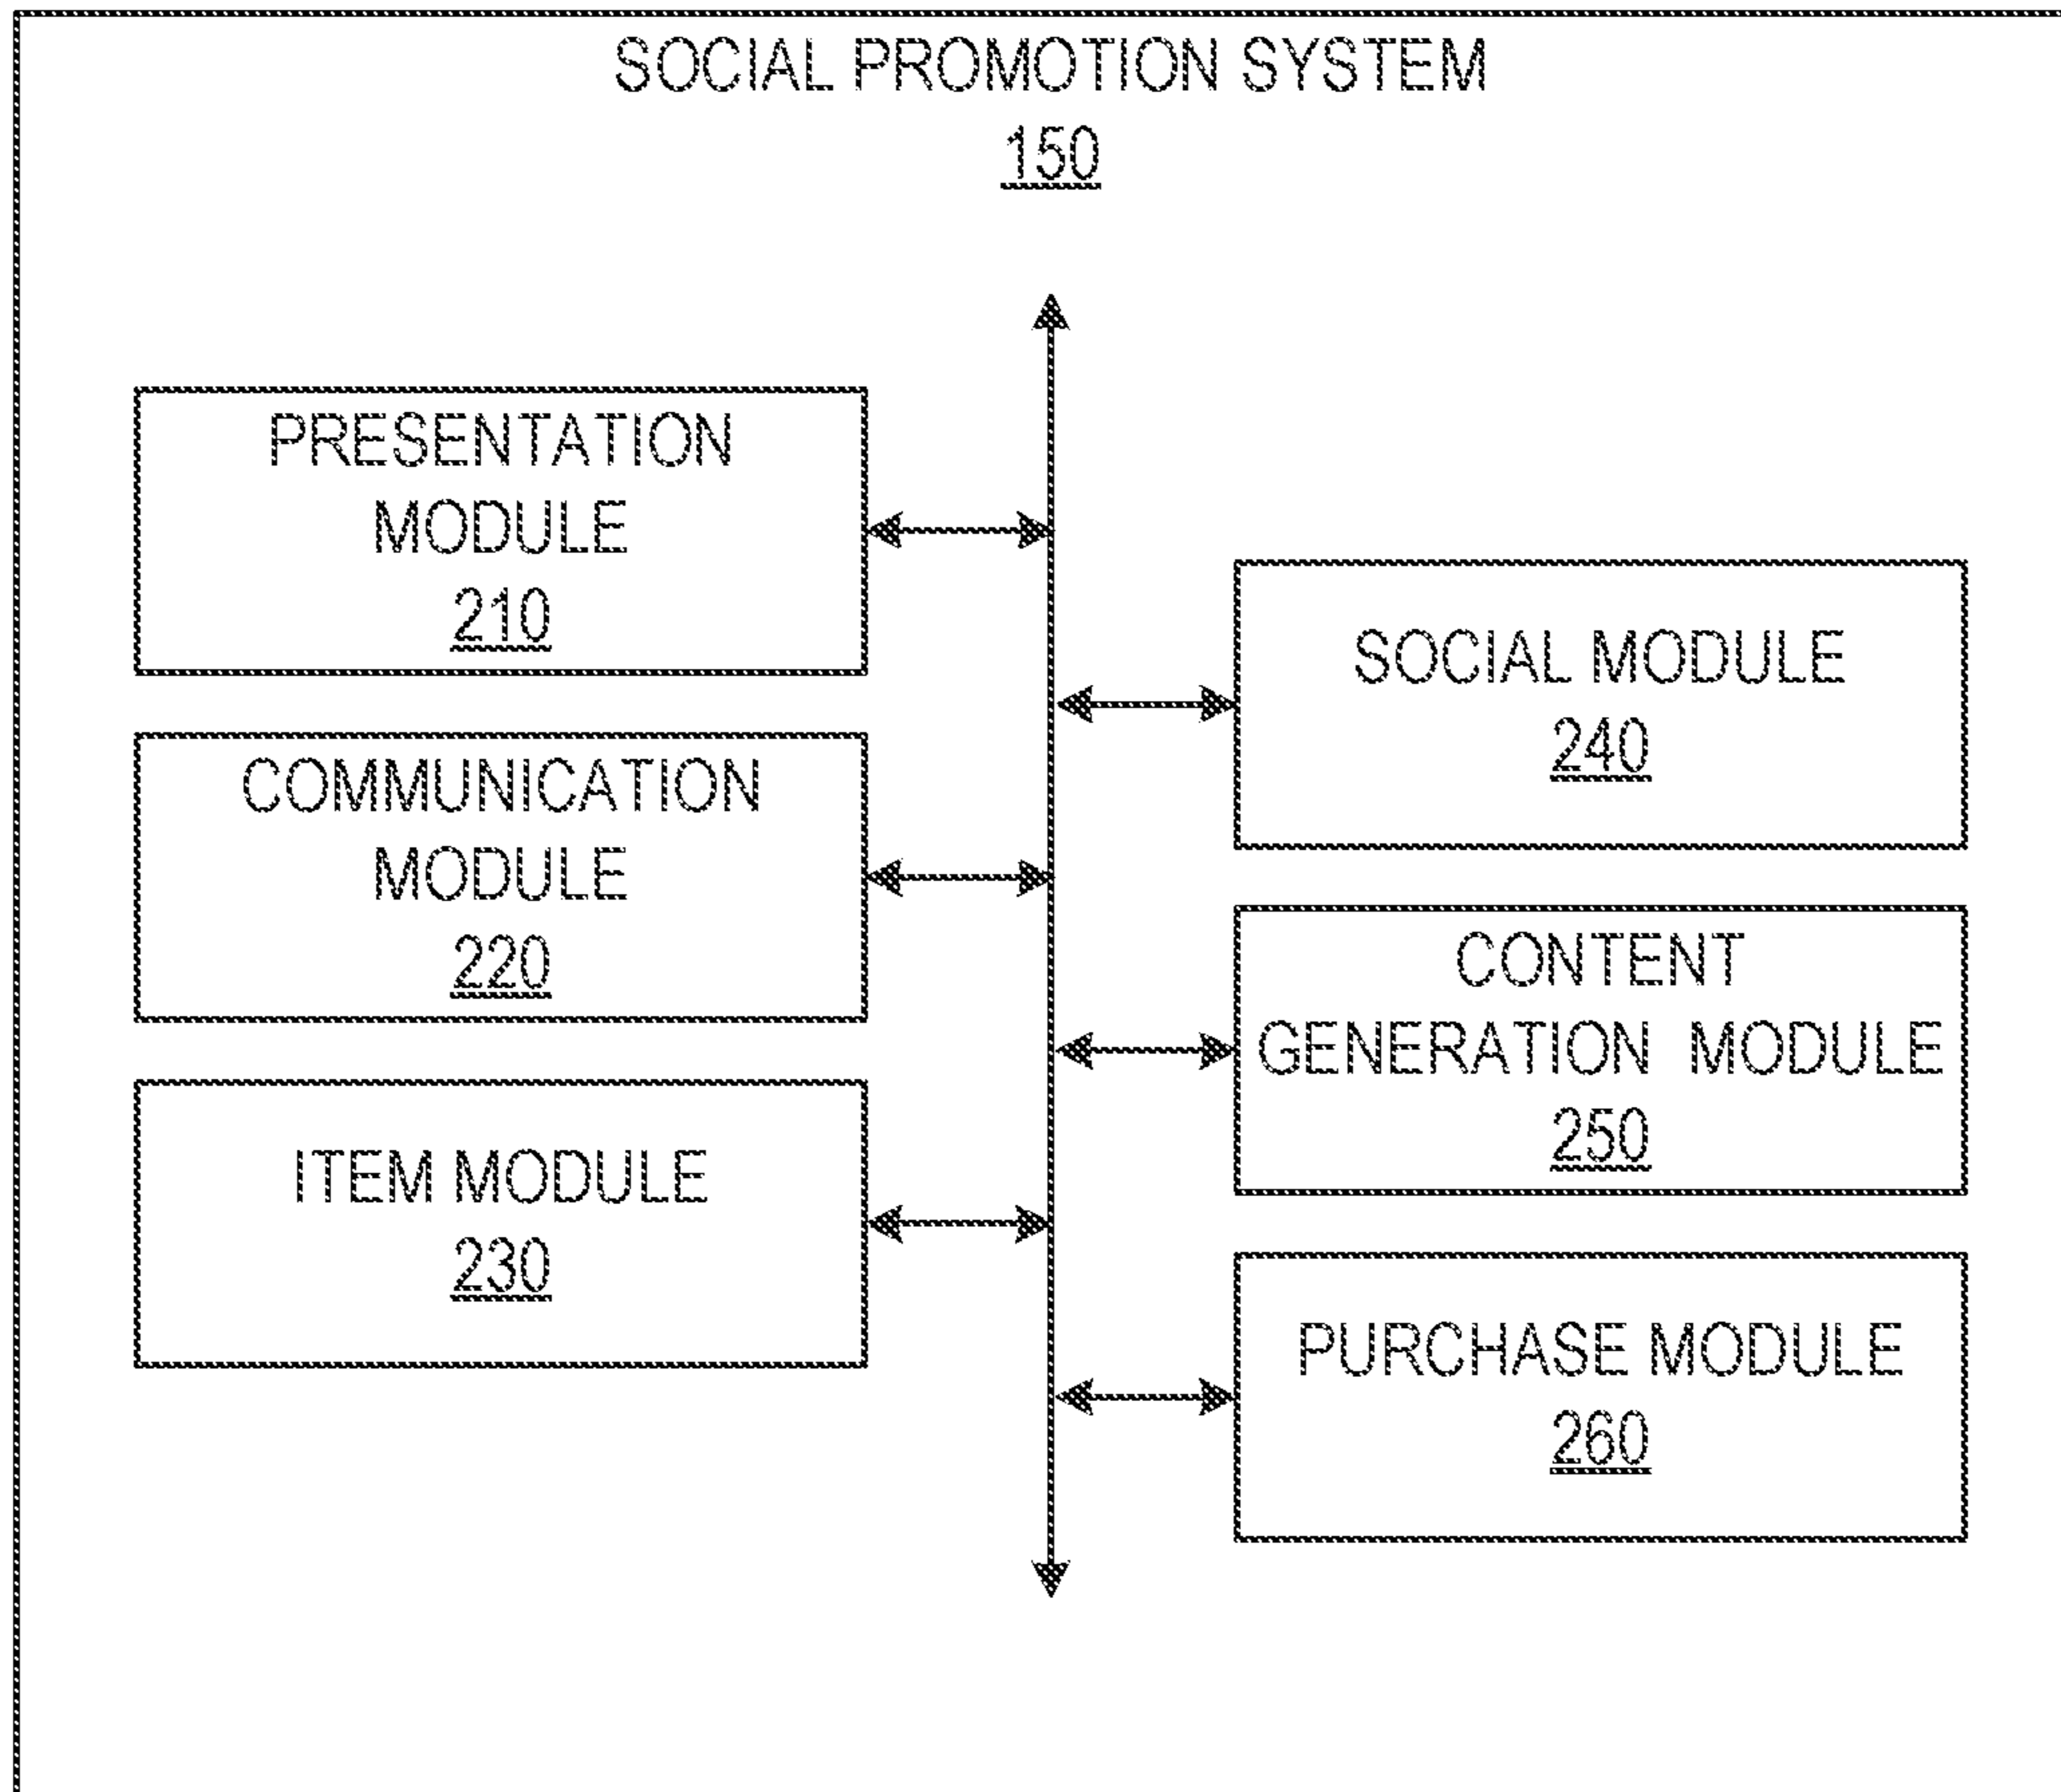 SOCIAL PROMOTION SYSTEM
150
PRESENTATION
MODULE
210
COMMUNICATION
MODULE
220
ITEM MODULE
230
SOCIAL MODULE
240
CONTENT
GENERATION MODULE
250
PURCHASE MODULE
260